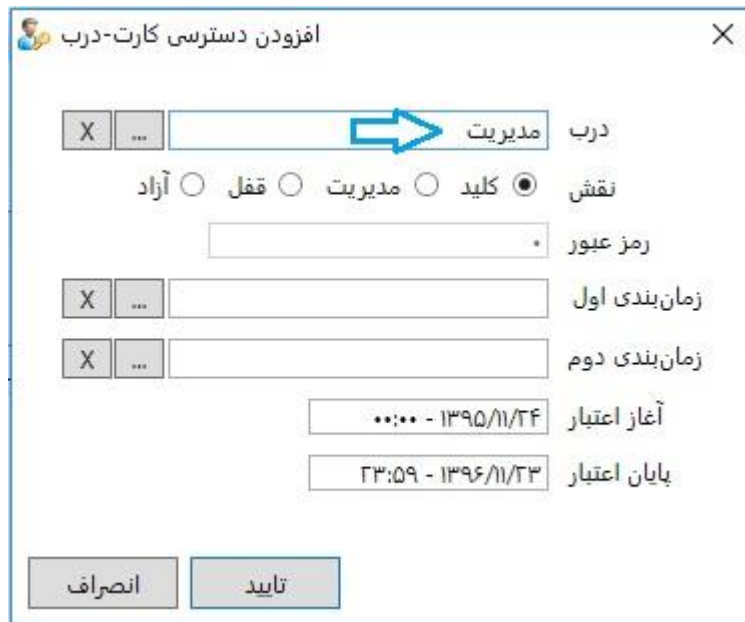 افزودن دسترسی کارت-درب X
درب مدیریت ... X
نقش کلید مدیریت قفل آزاد
رمز عبور ۰
زمان‌بندی اول ... X
زمان‌بندی دوم ... X
آغاز اعتبار ۱۳۹۵/۱۱/۲۴ - ۰۰:۰۰
پایان اعتبار ۱۳۹۶/۱۱/۲۳ - ۲۳:۵۹
تایید انصراف